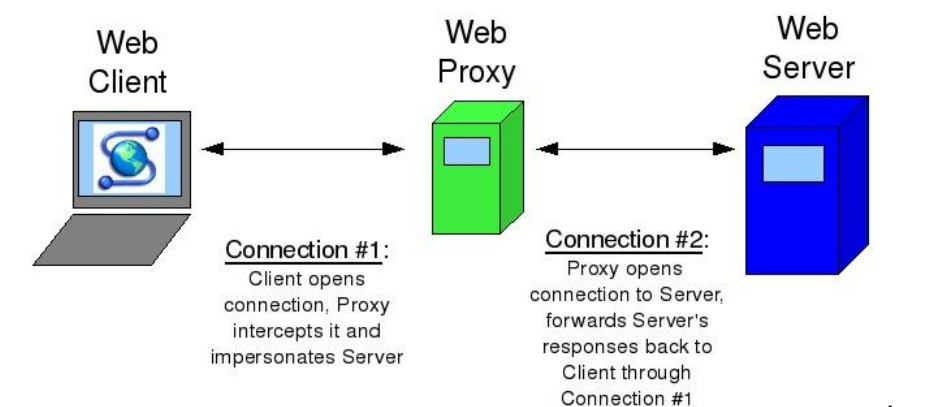 Web
Client
Web
Proxy
Web
Server
Connection #1:
Client opens
connection, Proxy
intercepts it and
impersonates Server
Connection #2:
Proxy opens
connection to Server,
forwards Server's
responses back to
Client through
Connection #1